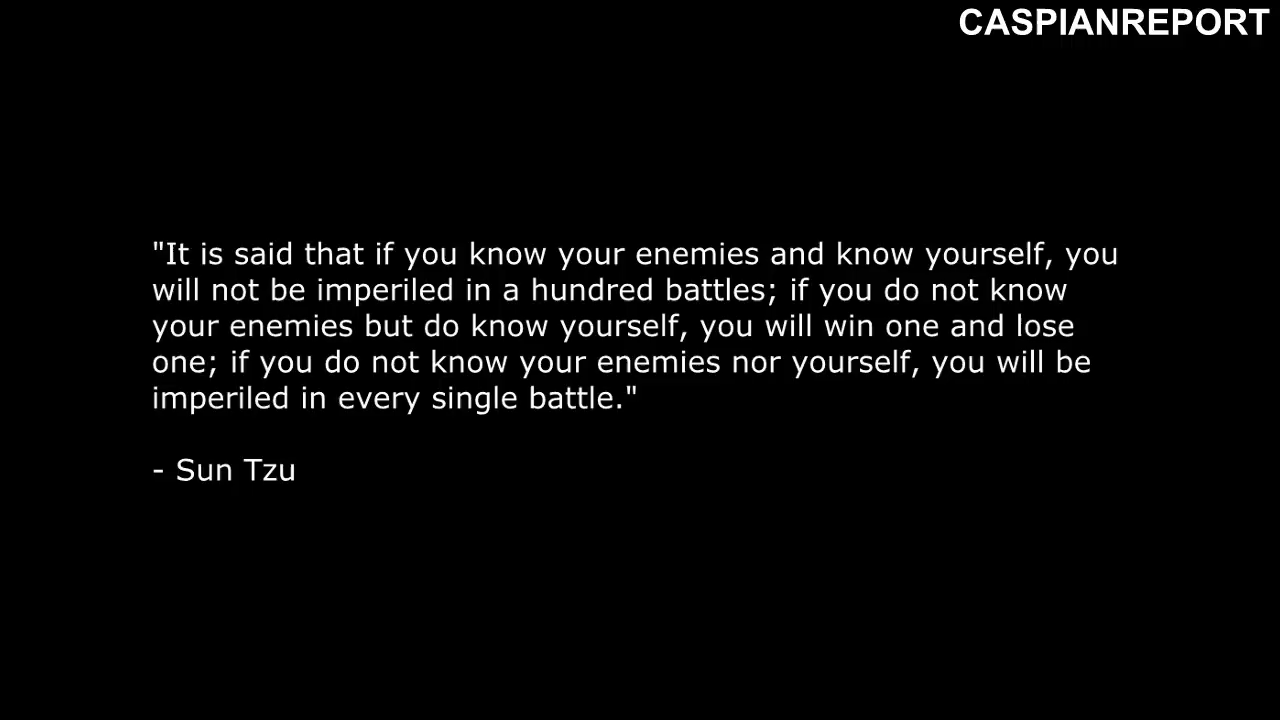 CASPIANREPORT
"It is said that if you know your enemies and know yourself, you
will not be imperiled in a hundred battles; if you do not know
your enemies but do know yourself, you will win one and lose
one; if you do not know your enemies nor yourself, you will be
imperiled in every single battle."
- Sun Tzu